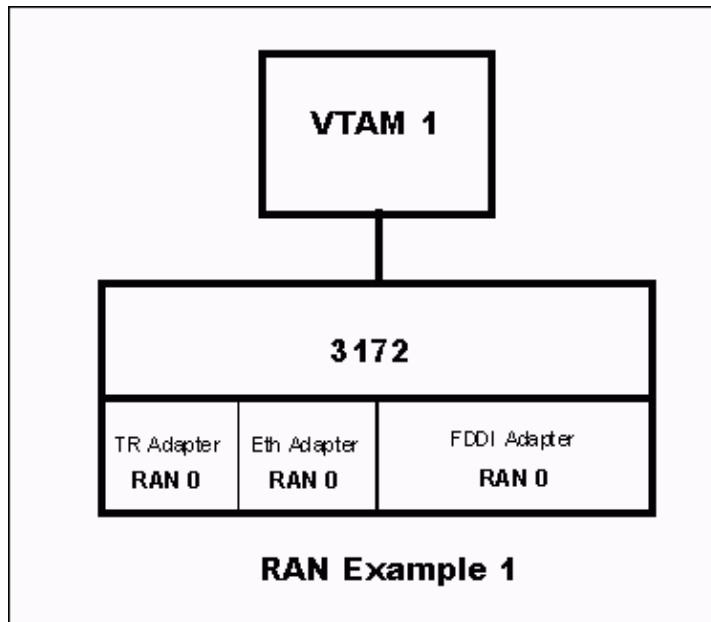 VTAM 1
3172
TR Adapter
RAN 0
Eth Adapter
RAN 0
FDDI Adapter
RAN 0
RAN Example 1